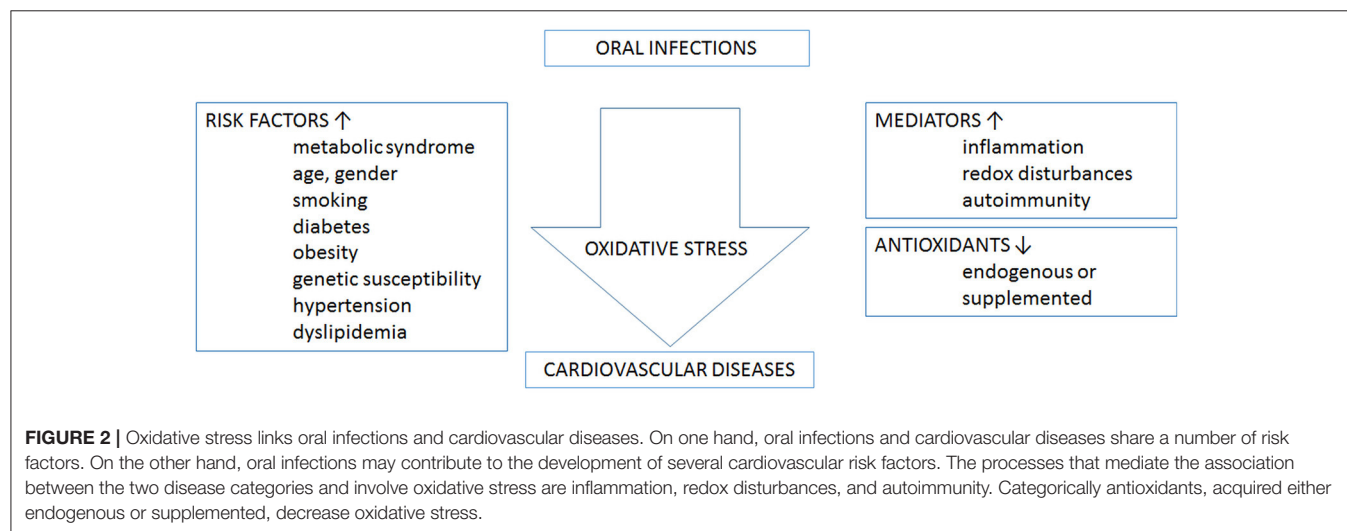 ORAL INFECTIONS
RISK FACTORS ↑
metabolic syndrome
age, gender
smoking
diabetes
obesity
genetic susceptibility
hypertension
dyslipidemia
OXIDATIVE STRESS
MEDIATORS ↑
inflammation
redox disturbances
autoimmunity
ANTIOXIDANTS ↓
endogenous or
supplemented
CARDIOVASCULAR DISEASES
FIGURE 2 | Oxidative stress links oral infections and cardiovascular diseases. On one hand, oral infections and cardiovascular diseases share a number of risk
factors. On the other hand, oral infections may contribute to the development of several cardiovascular risk factors. The processes that mediate the association
between the two disease categories and involve oxidative stress are inflammation, redox disturbances, and autoimmunity. Categorically antioxidants, acquired either
endogenous or supplemented, decrease oxidative stress.